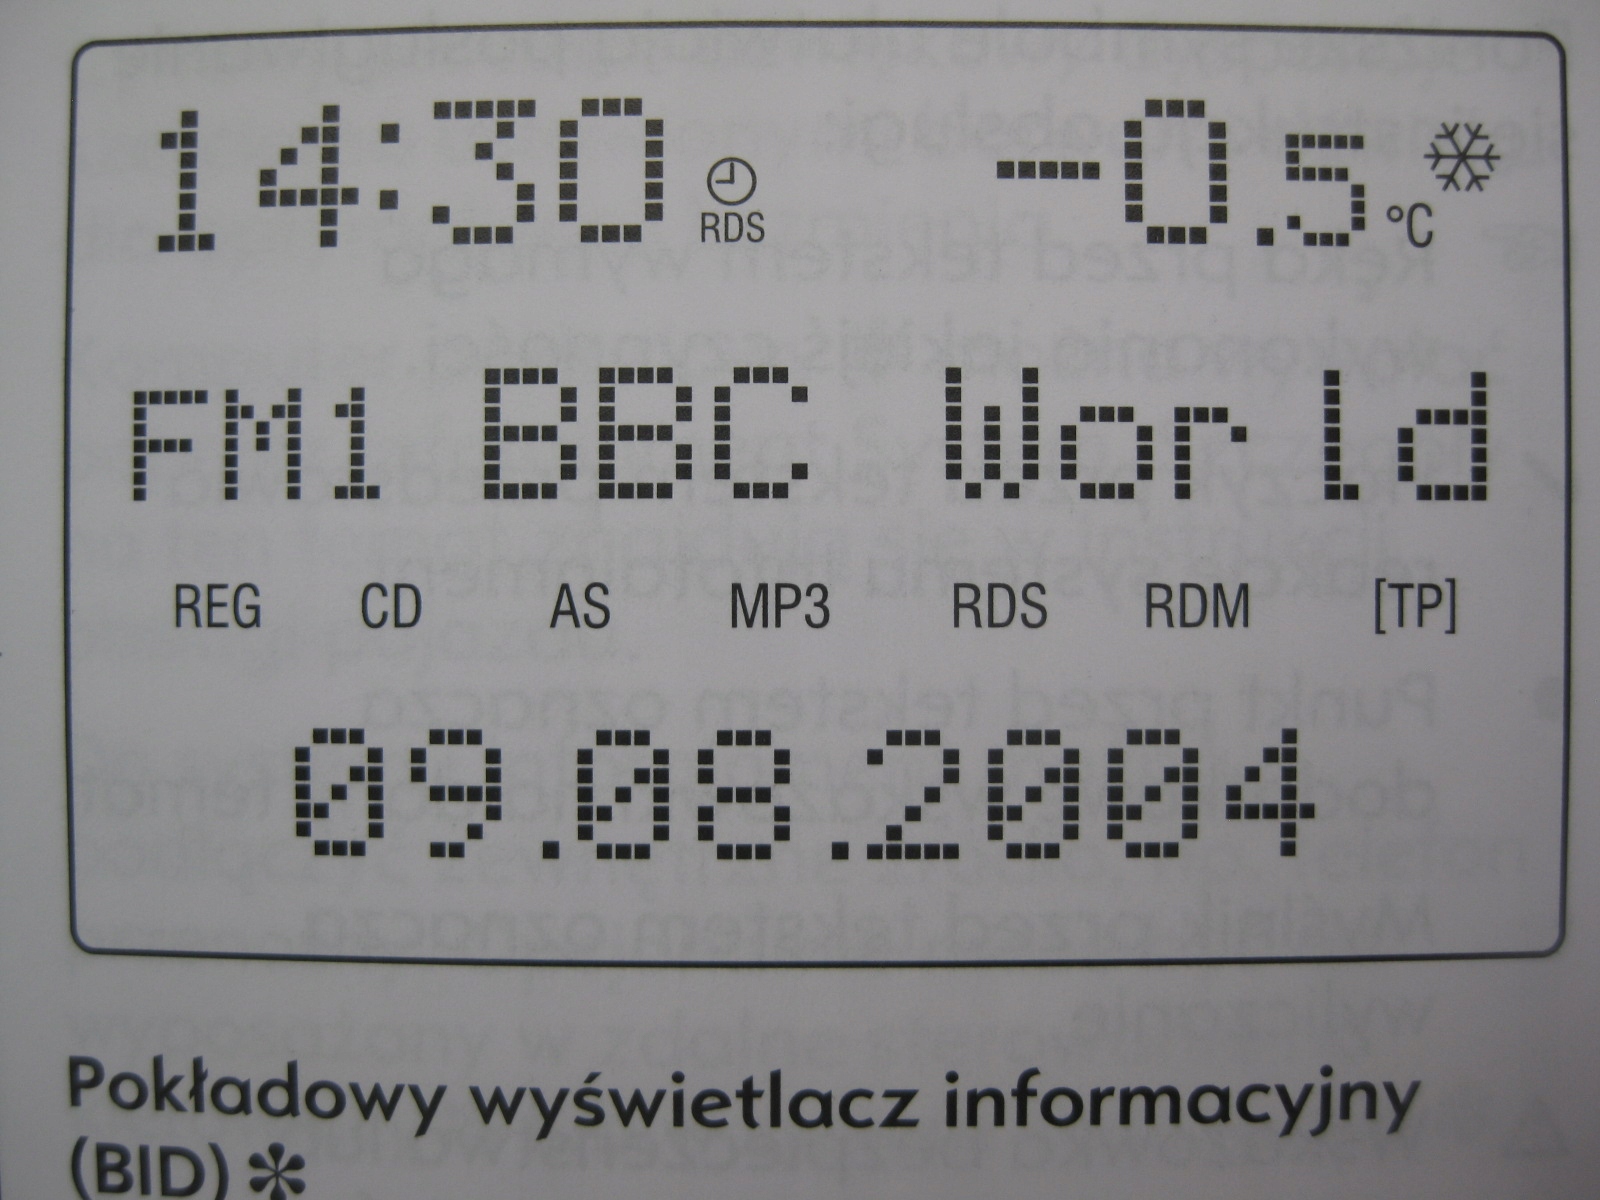 14:30 RDS -0.5 °C
FM1 BBC World
REG CD AS MP3 RDS RDM [TP]
09.08.2004
Pokładowy wyświetlacz informacyjny
(BID) ✻